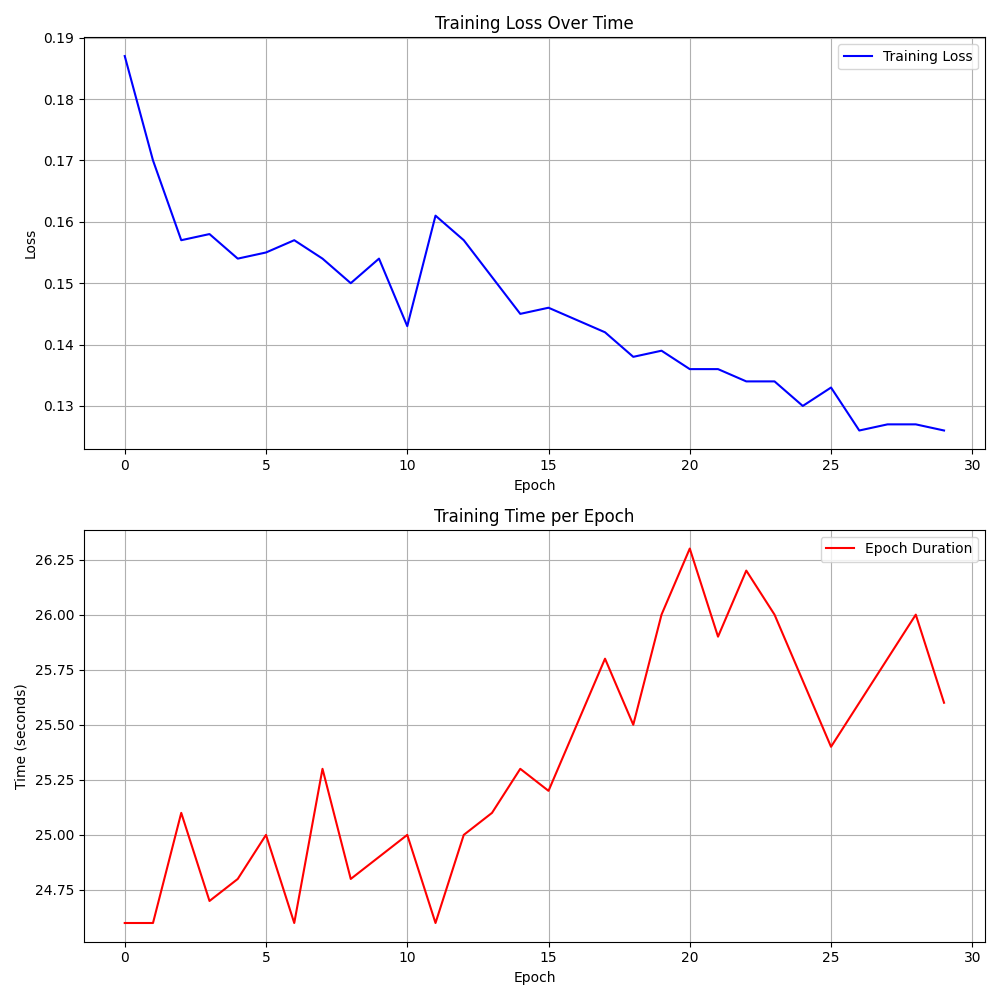 Training Loss Over Time
Training Loss
0.19
0.18
0.17
0.16
0.15
0.14
0.13
Loss
0 5 10 15 20 25 30
Epoch
Training Time per Epoch
Epoch Duration
26.25
26.00
25.75
25.50
25.25
25.00
24.75
Time (seconds)
0 5 10 15 20 25 30
Epoch